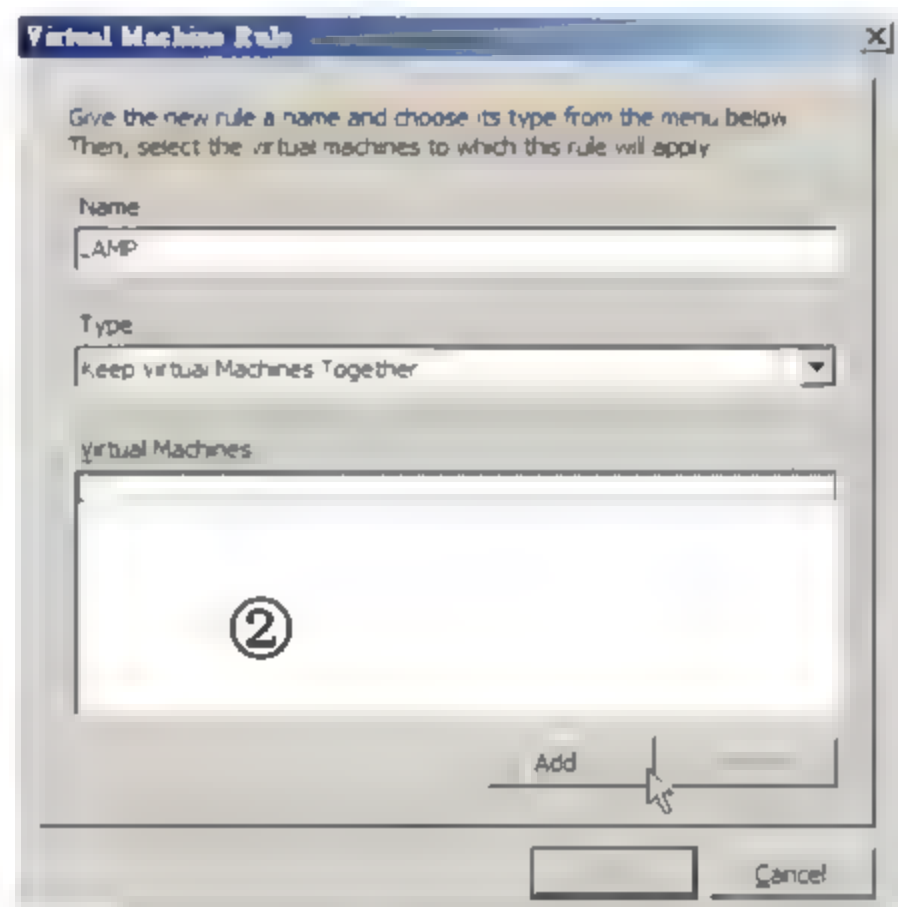 Virtual Machine Rule
Give the new rule a name and choose its type from the menu below
Then, select the virtual machines to which this rule will apply
Name
LAMP
Type
Keep Virtual Machines Together
Virtual Machines
②
Add
Cancel